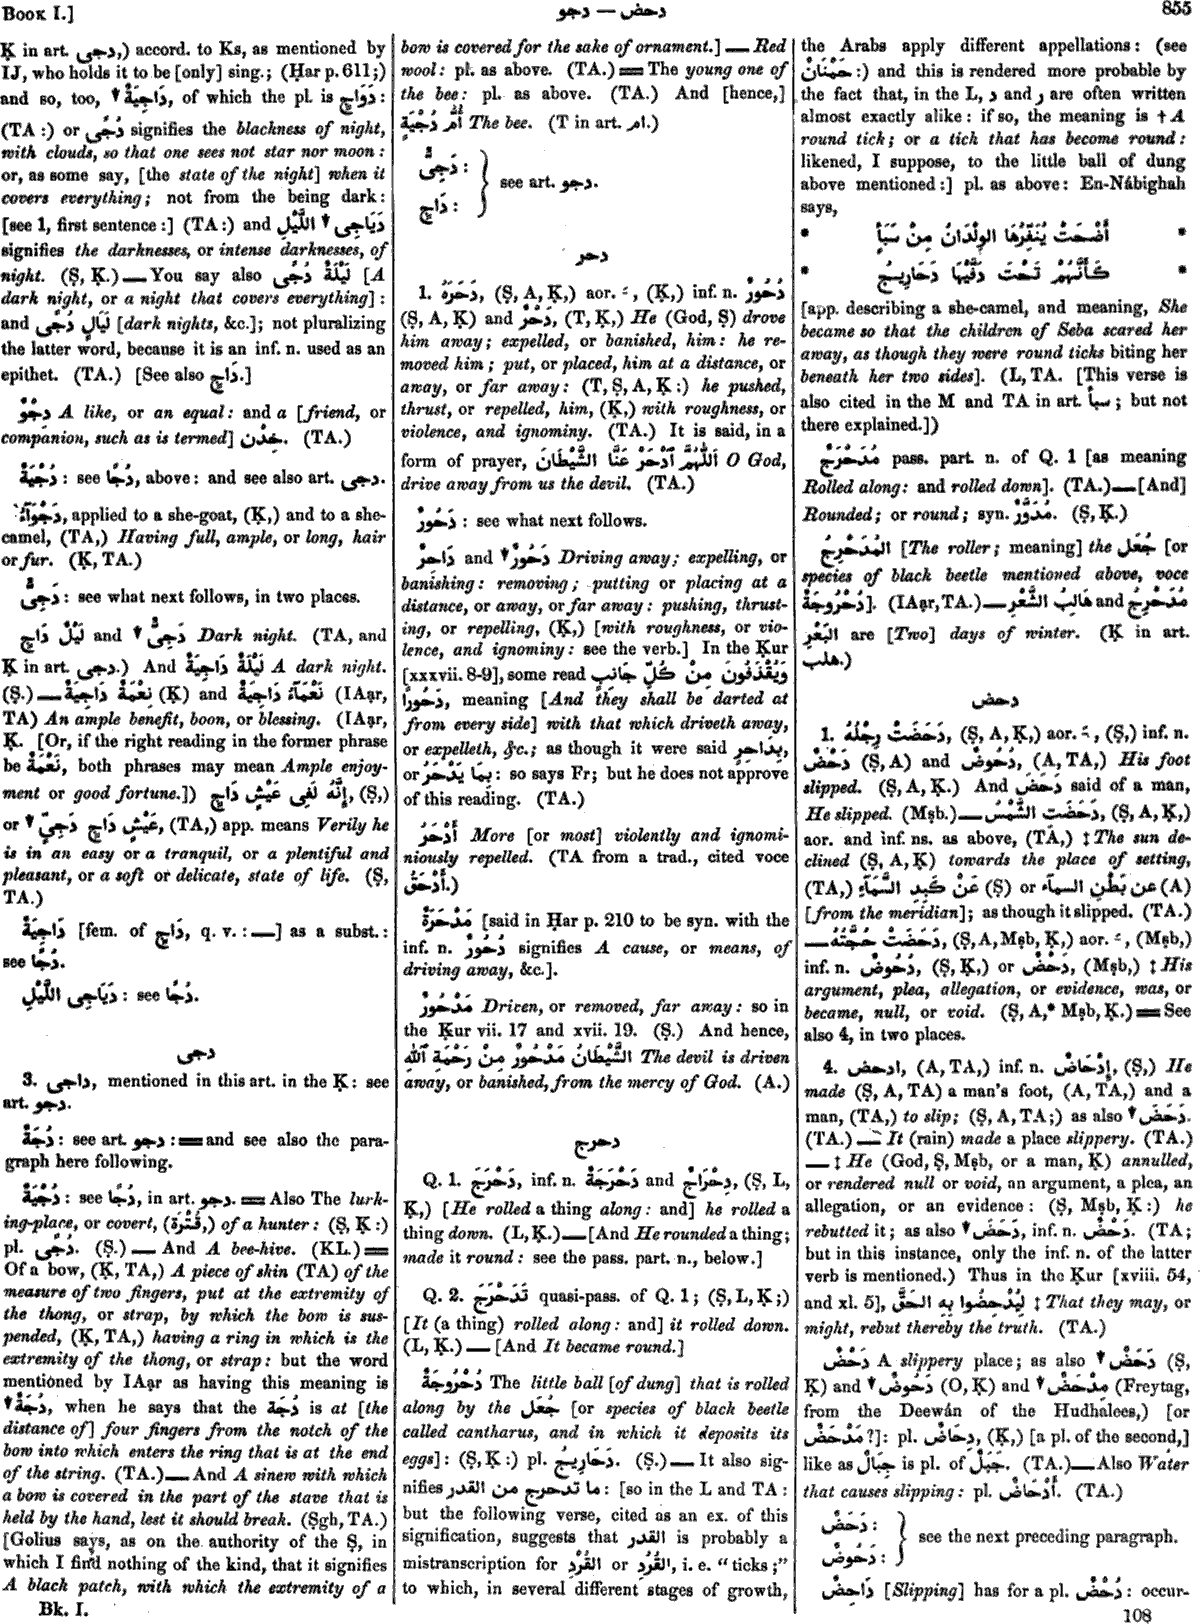 Book I.]
دحض — دجو
855
Ḳ in art. دجى,) accord. to Ks, as mentioned by
IJ, who holds it to be [only] sing.; (Ḥar p. 611;)
and so, too, ▼ دَاجِيَةٌ, of which the pl. is دَوَاجٍ:
(TA:) or دُجًى signifies the blackness of night,
with clouds, so that one sees not star nor moon:
or, as some say, [the state of the night] when it
covers everything; not from the being dark:
[see 1, first sentence:] (TA:) and دَيَاجِى ▼ اللَّيْلِ
signifies the darknesses, or intense darknesses, of
night. (Ṣ, Ḳ.) — You say also لَيْلَةٌ دُجًى [A
dark night, or a night that covers everything]:
and لَيَالٍ دُجًى [dark nights, &c.]; not pluralizing
the latter word, because it is an inf. n. used as an
epithet. (TA.) [See also دَاجٍ.]
دِجْوٌ A like, or an equal: and a [friend, or
companion, such as is termed] خِدْن. (TA.)
دُجْيَةٌ: see دُجًا, above: and see also art. دجى.
دَجْوَآءُ, applied to a she-goat, (Ḳ,) and to a she-
camel, (TA,) Having full, ample, or long, hair
or fur. (Ḳ, TA.)
دَجِىٌّ: see what next follows, in two places.
لَيْلٌ دَاجٍ and ▼ دَجِىٌّ Dark night. (TA, and
Ḳ in art. دجى.) And لَيْلَةٌ دَاجِيَةٌ A dark night.
(Ṣ.) — نِعْمَةٌ دَاجِيَةٌ (Ḳ) and نَعْمَآءُ دَاجِيَةٌ (IAạr,
TA) An ample benefit, boon, or blessing. (IAạr,
Ḳ. [Or, if the right reading in the former phrase
be نَعْمَةٌ, both phrases may mean Ample enjoy-
ment or good fortune.]) إِنَّهُ لَفِى عَيْشٍ دَاجٍ, (Ṣ,)
or ▼ عَيْشٍ دَاجٍ دَجِىٍّ, (TA,) app. means Verily he
is in an easy or a tranquil, or a plentiful and
pleasant, or a soft or delicate, state of life. (Ṣ,
TA.)
دَاجِيَةٌ [fem. of دَاجٍ, q. v.: —] as a subst.:
see دُجًا.
دَيَاجِى اللَّيْلِ: see دُجًا.
دجى
3. داجى, mentioned in this art. in the Ḳ: see
art. دجو.
دُجَةٌ: see art. دجو: = and see also the para-
graph here following.
دُجْيَةٌ: see دُجًا, in art. دجو. = Also The lurk-
ing-place, or covert, (قُتْرَة,) of a hunter: (Ṣ, Ḳ:)
pl. دُجًى. (Ṣ.) — And A bee-hive. (KL.) =
Of a bow, (Ḳ, TA,) A piece of skin (TA) of the
measure of two fingers, put at the extremity of
the thong, or strap, by which the bow is sus-
pended, (Ḳ, TA,) having a ring in which is the
extremity of the thong, or strap: but the word
mentioned by IAạr as having this meaning is
▼ دُجَةٌ, when he says that the دُجَة is at [the
distance of] four fingers from the notch of the
bow into which enters the ring that is at the end
of the string. (TA.) — And A sinew with which
a bow is covered in the part of the stave that is
held by the hand, lest it should break. (Ṣgh, TA.)
[Golius says, as on the authority of the Ṣ, in
which I find nothing of the kind, that it signifies
A black patch, with which the extremity of a
Bk. I.
bow is covered for the sake of ornament.] — Red
wool: pl. as above. (TA.) = The young one of
the bee: pl. as above. (TA.) And [hence,]
أُمُّ دُجْيَةٍ The bee. (T in art. ام.)
دَجِىٌّ:
دَاجٍ:
see art. دجو.
دحر
1. دَحَرَهُ, (Ṣ, A, Ḳ,) aor. ـَ, (Ḳ,) inf. n. دُحُورٌ
(Ṣ, A, Ḳ) and دَحْرٌ, (T, Ḳ,) He (God, Ṣ) drove
him away; expelled, or banished, him: he re-
moved him; put, or placed, him at a distance, or
away, or far away: (T, Ṣ, A, Ḳ:) he pushed,
thrust, or repelled, him, (Ḳ,) with roughness, or
violence, and ignominy. (TA.) It is said, in a
form of prayer, اَللّٰهُمَّ ٱدْحَرْ عَنَّا الشَّيْطَانَ O God,
drive away from us the devil. (TA.)
دَحُورٌ: see what next follows.
دَاحِرٌ and ▼ دَحُورٌ Driving away; expelling, or
banishing: removing; putting or placing at a
distance, or away, or far away: pushing, thrust-
ing, or repelling, (Ḳ,) [with roughness, or vio-
lence, and ignominy: see the verb.] In the Ḳur
[xxxvii. 8-9], some read وَيُقْذَفُونَ مِنْ كُلِّ جَانِبٍ
دَحُورًا, meaning [And they shall be darted at
from every side] with that which driveth away,
or expelleth, &c.; as though it were said بِدَاحِرٍ,
or بِمَا يَدْحَرُ: so says Fr; but he does not approve
of this reading. (TA.)
أَدْحَرُ More [or most] violently and ignomi-
niously repelled. (TA from a trad., cited voce
أَدْحَقُ.)
مَدْحَرَةٌ [said in Ḥar p. 210 to be syn. with the
inf. n. دُحُورٌ signifies A cause, or means, of
driving away, &c.].
مَدْحُورٌ Driven, or removed, far away: so in
the Ḳur vii. 17 and xvii. 19. (Ṣ.) And hence,
الشَّيْطَانُ مَدْحُورٌ مِنْ رَحْمَةِ ٱللّٰهِ The devil is driven
away, or banished, from the mercy of God. (A.)
دحرج
Q. 1. دَحْرَجَ, inf. n. دَحْرَجَةٌ and دِحْرَاجٌ, (Ṣ, L,
Ḳ,) [He rolled a thing along: and] he rolled a
thing down. (L, Ḳ.) — [And He rounded a thing;
made it round: see the pass. part. n., below.]
Q. 2. تَدَحْرَجَ quasi-pass. of Q. 1; (Ṣ, L, Ḳ;)
[It (a thing) rolled along: and] it rolled down.
(L, Ḳ.) — [And It became round.]
دُحْرُوجَةٌ The little ball [of dung] that is rolled
along by the جُعَل [or species of black beetle
called cantharus, and in which it deposits its
eggs]: (Ṣ, Ḳ:) pl. دَحَارِيجُ. (Ṣ.) — It also sig-
nifies ما تدحرج من القدر: [so in the L and TA:
but the following verse, cited as an ex. of this
signification, suggests that القدر is probably a
mistranscription for القُرُد or القُرْد, i. e. "ticks;"
to which, in several different stages of growth,
the Arabs apply different appellations: (see
حَمْنَانٌ:) and this is rendered more probable by
the fact that, in the L, د and ر are often written
almost exactly alike: if so, the meaning is † A
round tick; or a tick that has become round:
likened, I suppose, to the little ball of dung
above mentioned:] pl. as above: En-Nábighah
says,
* أَضْحَتْ يُنَفِّرُهَا الوِلْدَانُ مِنْ سَبَأٍ *
* كَأَنَّهُمْ تَحْتَ دَفَّيْهَا دَحَارِيجُ *
[app. describing a she-camel, and meaning, She
became so that the children of Seba scared her
away, as though they were round ticks biting her
beneath her two sides]. (L, TA. [This verse is
also cited in the M and TA in art. سبأ; but not
there explained.])
مُدَحْرَجٌ pass. part. n. of Q. 1 [as meaning
Rolled along: and rolled down]. (TA.) — [And]
Rounded; or round; syn. مُدَوَّرٌ. (Ṣ, Ḳ.)
المُدَحْرِجُ [The roller; meaning] the جُعَل [or
species of black beetle mentioned above, voce
دُحْرُوجَةٌ]. (IAạr, TA.) — هَالِبُ الشَّعَرِ and مُدَحْرِجُ
البَعَرِ are [Two] days of winter. (Ḳ in art.
هلب.)
دحض
1. دَحَضَتْ رِجْلُهُ, (Ṣ, A, Ḳ,) aor. ـَ, (Ṣ,) inf. n.
دَحْضٌ (Ṣ, A) and دُحُوضٌ, (A, TA,) His foot
slipped. (Ṣ, A, Ḳ.) And دَحَضَ said of a man,
He slipped. (Mṣb.) — دَحَضَتِ الشَّمْسُ, (Ṣ, A, Ḳ,)
aor. and inf. ns. as above, (TA,) ‡ The sun de-
clined (Ṣ, A, Ḳ) towards the place of setting,
(TA,) عَنْ كَبِدِ السَّمَآءِ (Ṣ) or عن بَطْنِ السمآء (A)
[from the meridian]; as though it slipped. (TA.)
— دَحَضَتْ حُجَّتُهُ, (Ṣ, A, Mṣb, Ḳ,) aor. ـَ, (Mṣb,)
inf. n. دُحُوضٌ, (Ṣ, Ḳ,) or دَحْضٌ, (Mṣb,) ‡ His
argument, plea, allegation, or evidence, was, or
became, null, or void. (Ṣ, A,* Mṣb, Ḳ.) = See
also 4, in two places.
4. ادحض, (A, TA,) inf. n. إِدْحَاضٌ, (Ṣ,) He
made (Ṣ, A, TA) a man's foot, (A, TA,) and a
man, (TA,) to slip; (Ṣ, A, TA;) as also ▼ دَحَضَ.
(TA.) — It (rain) made a place slippery. (TA.)
— ‡ He (God, Ṣ, Mṣb, or a man, Ḳ) annulled,
or rendered null or void, an argument, a plea, an
allegation, or an evidence: (Ṣ, Mṣb, Ḳ:) he
rebutted it; as also ▼ دَحَضَ, inf. n. دَحْضٌ. (TA;
but in this instance, only the inf. n. of the latter
verb is mentioned.) Thus in the Ḳur [xviii. 54,
and xl. 5], لِيُدْحِضُوا بِهِ الحَقَّ ‡ That they may, or
might, rebut thereby the truth. (TA.)
دَحْضٌ A slippery place; as also ▼ دَحَضٌ (Ṣ,
Ḳ) and ▼ دَحُوضٌ (O, Ḳ) and ▼ مِدْحَضٌ (Freytag,
from the Deewán of the Hudhalees,) [or
مَدْحَضٌ?]: pl. دِحَاضٌ, (Ḳ,) [a pl. of the second,]
like as جِبَالٌ is pl. of جَبَلٌ. (TA.) — Also Water
that causes slipping: pl. أَدْحَاضٌ. (TA.)
دَحَضٌ:
دَحُوضٌ:
see the next preceding paragraph.
دَاحِضٌ [Slipping] has for a pl. دُحَّضٌ: occur-
108